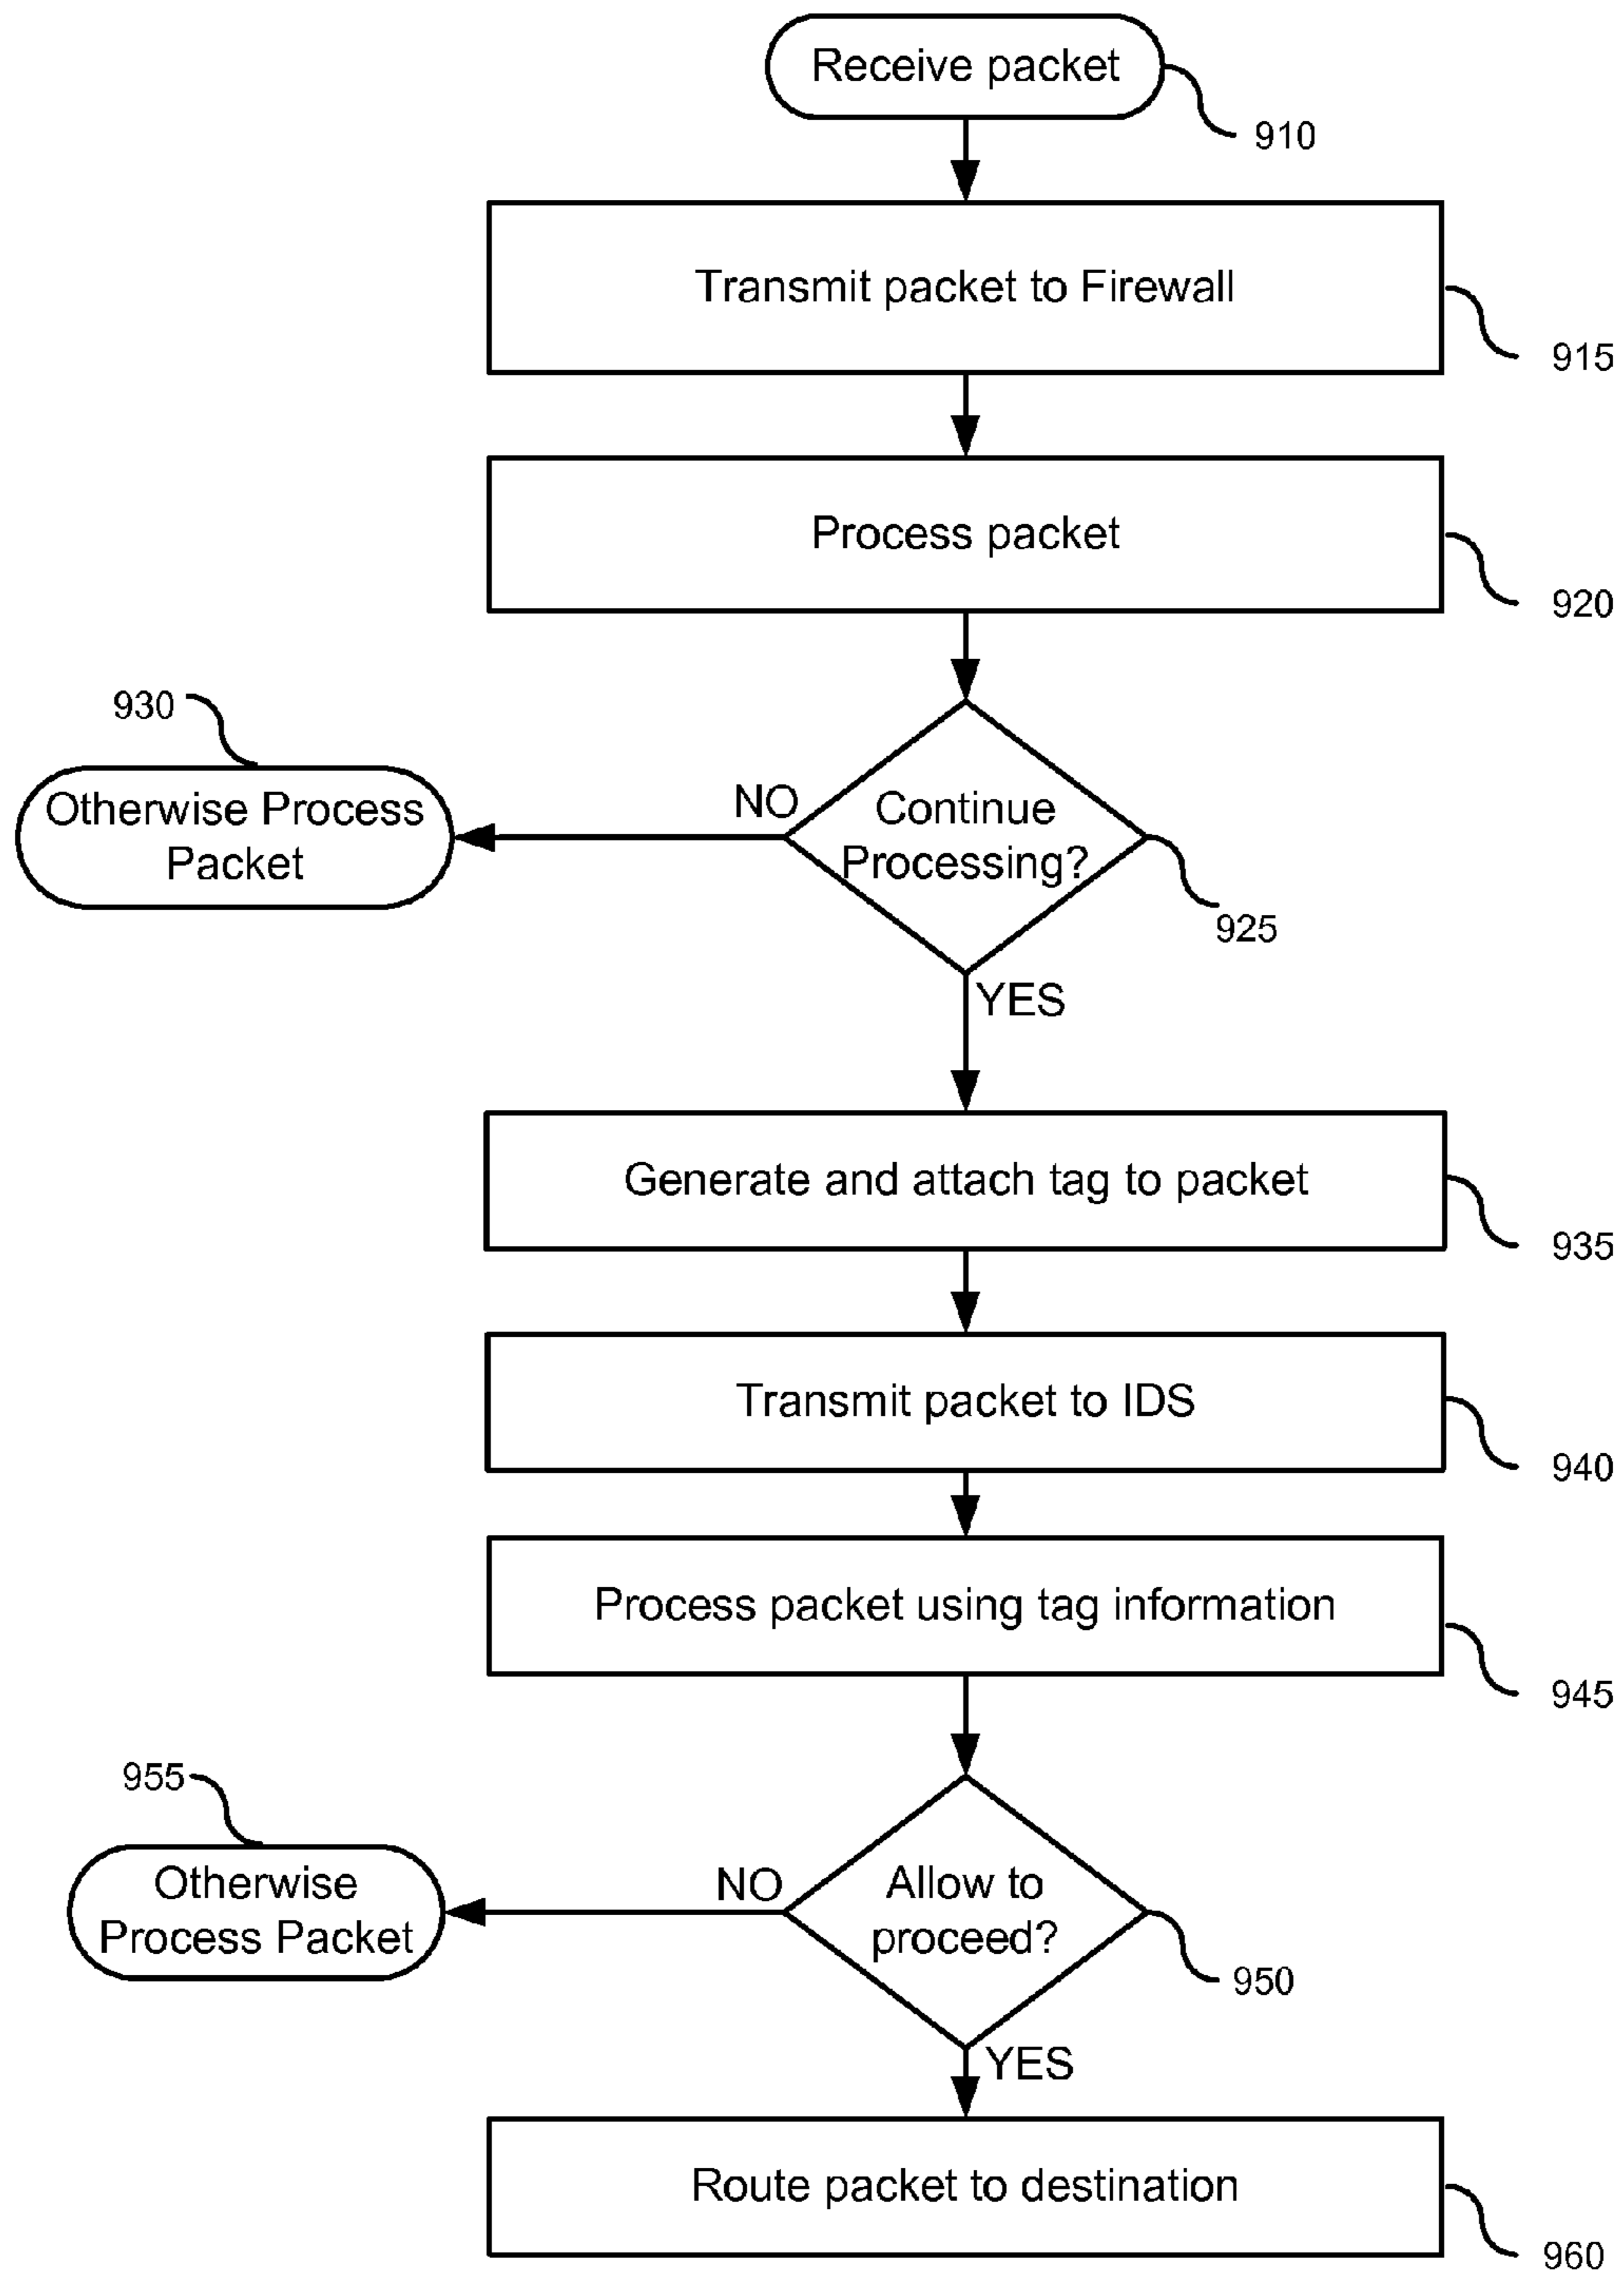 Receive packet
910
Transmit packet to Firewall
915
Process packet
920
930
Otherwise Process
Packet
NO
Continue
Processing?
925
YES
Generate and attach tag to packet
935
Transmit packet to IDS
940
Process packet using tag information
945
955
Otherwise
Process Packet
NO
Allow to
proceed?
950
YES
Route packet to destination
960